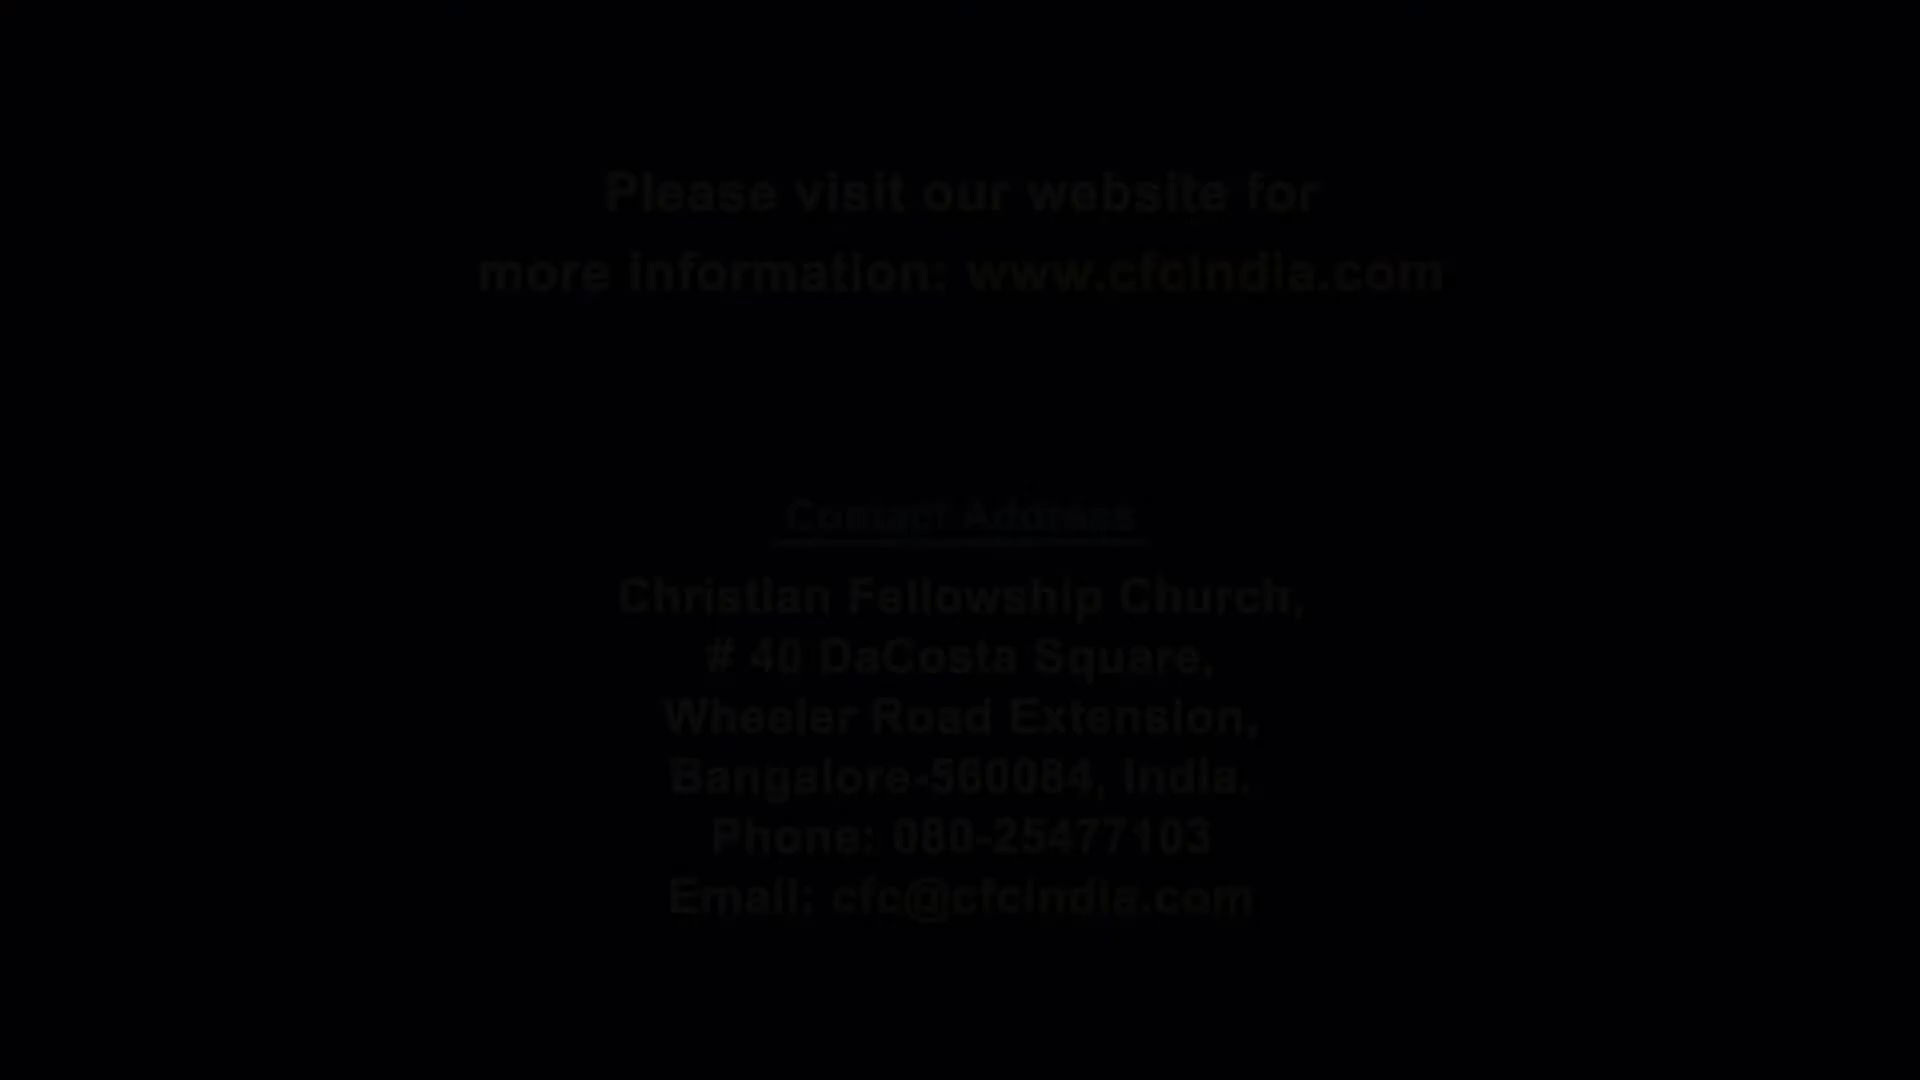 Please visit our website for
more information: www.cfcindia.com
Contact Address
Christian Fellowship Church,
# 40 DaCosta Square,
Wheeler Road Extension,
Bangalore-560084, India.
Phone: 080-25477103
Email: cfc@cfcindia.com